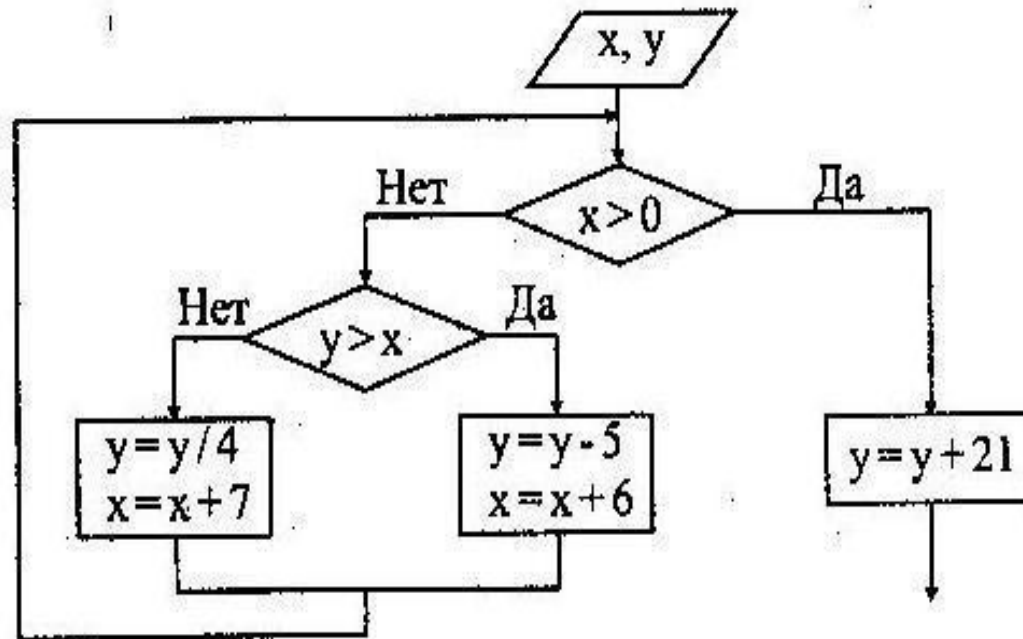 x, y
Нет
Да
x>0
Нет
Да
y>x
y=y/4
x=x+7
y=y-5
x=x+6
y=y+21